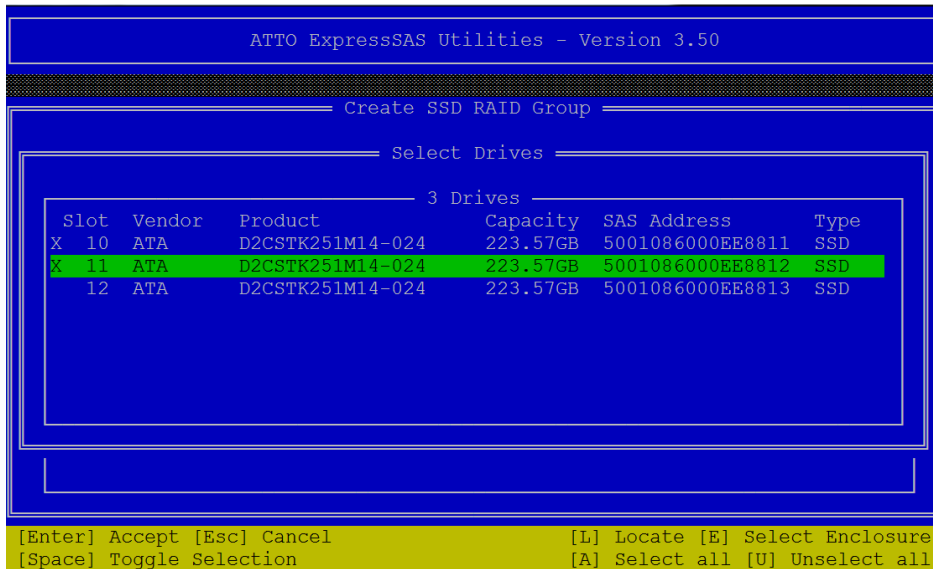 ATTO ExpressSAS Utilities - Version 3.50
Create SSD RAID Group
Select Drives
3 Drives
Slot Vendor Product Capacity SAS Address Type
X 10 ATA D2CSTK251M14-024 223.57GB 5001086000EE8811 SSD
X 11 ATA D2CSTK251M14-024 223.57GB 5001086000EE8812 SSD
12 ATA D2CSTK251M14-024 223.57GB 5001086000EE8813 SSD
[Enter] Accept [Esc] Cancel [L] Locate [E] Select Enclosure
[Space] Toggle Selection [A] Select all [U] Unselect all